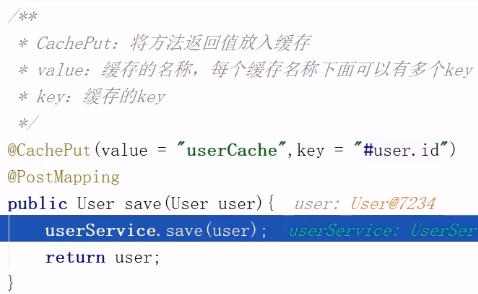 /**
* CachePut：将方法返回值放入缓存
* value：缓存的名称，每个缓存名称下面可以有多个key
* key：缓存的key
*/
@CachePut(value = "userCache",key = "#user.id")
@PostMapping
public User save(User user){ user: User@7234
userService.save(user); userService: UserSer
return user;
}